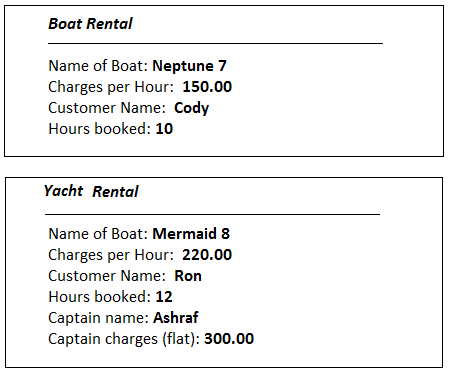 Boat Rental
Name of Boat: Neptune 7
Charges per Hour: 150.00
Customer Name: Cody
Hours booked: 10
Yacht Rental
Name of Boat: Mermaid 8
Charges per Hour: 220.00
Customer Name: Ron
Hours booked: 12
Captain name: Ashraf
Captain charges (flat): 300.00